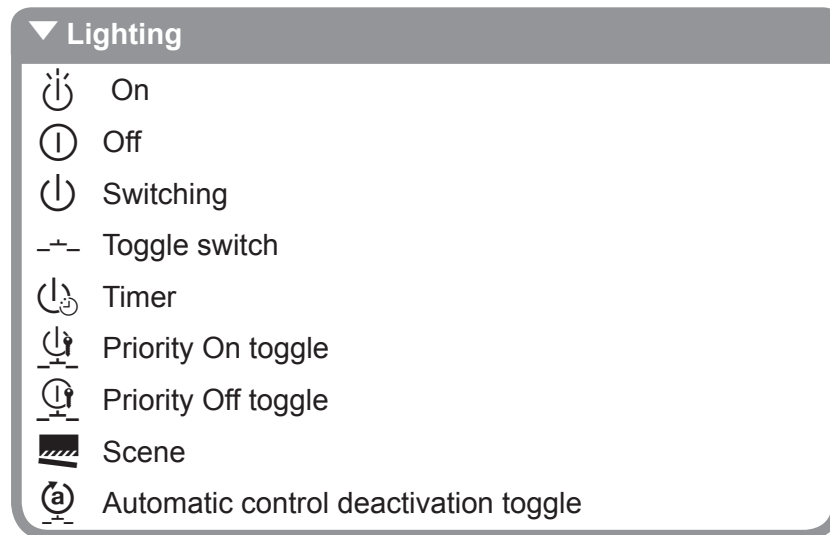 Lighting
On
Off
Switching
Toggle switch
Timer
Priority On toggle
Priority Off toggle
Scene
a Automatic control deactivation toggle